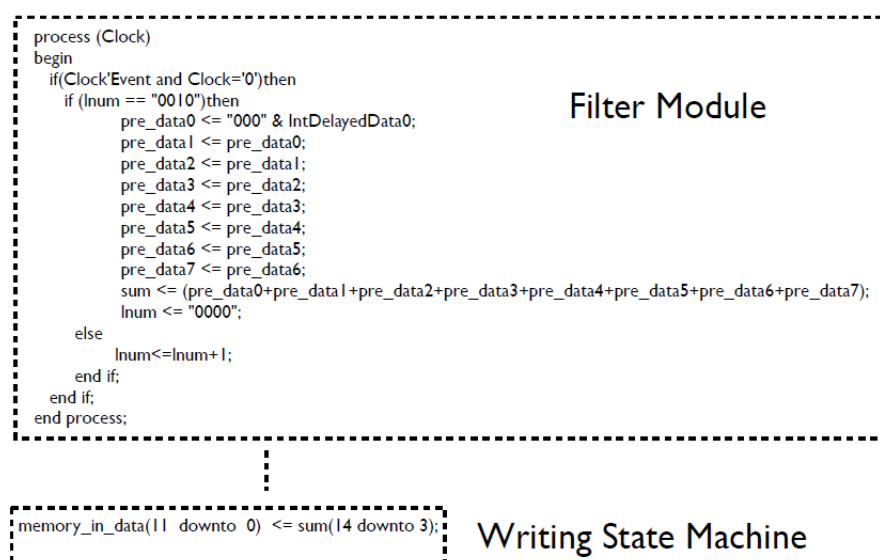 process (Clock)
begin
if(Clock'Event and Clock='0')then
if (lnum == "0010")then
Filter Module
pre_data0 <= "000" & IntDelayedData0;
pre_data1 <= pre_data0;
pre_data2 <= pre_data1;
pre_data3 <= pre_data2;
pre_data4 <= pre_data3;
pre_data5 <= pre_data4;
pre_data6 <= pre_data5;
pre_data7 <= pre_data6;
sum <= (pre_data0+pre_data1+pre_data2+pre_data3+pre_data4+pre_data5+pre_data6+pre_data7);
lnum <= "0000";
else
lnum<=lnum+1;
end if;
end if;
end process;
memory_in_data(11 downto 0) <= sum(14 downto 3);
Writing State Machine